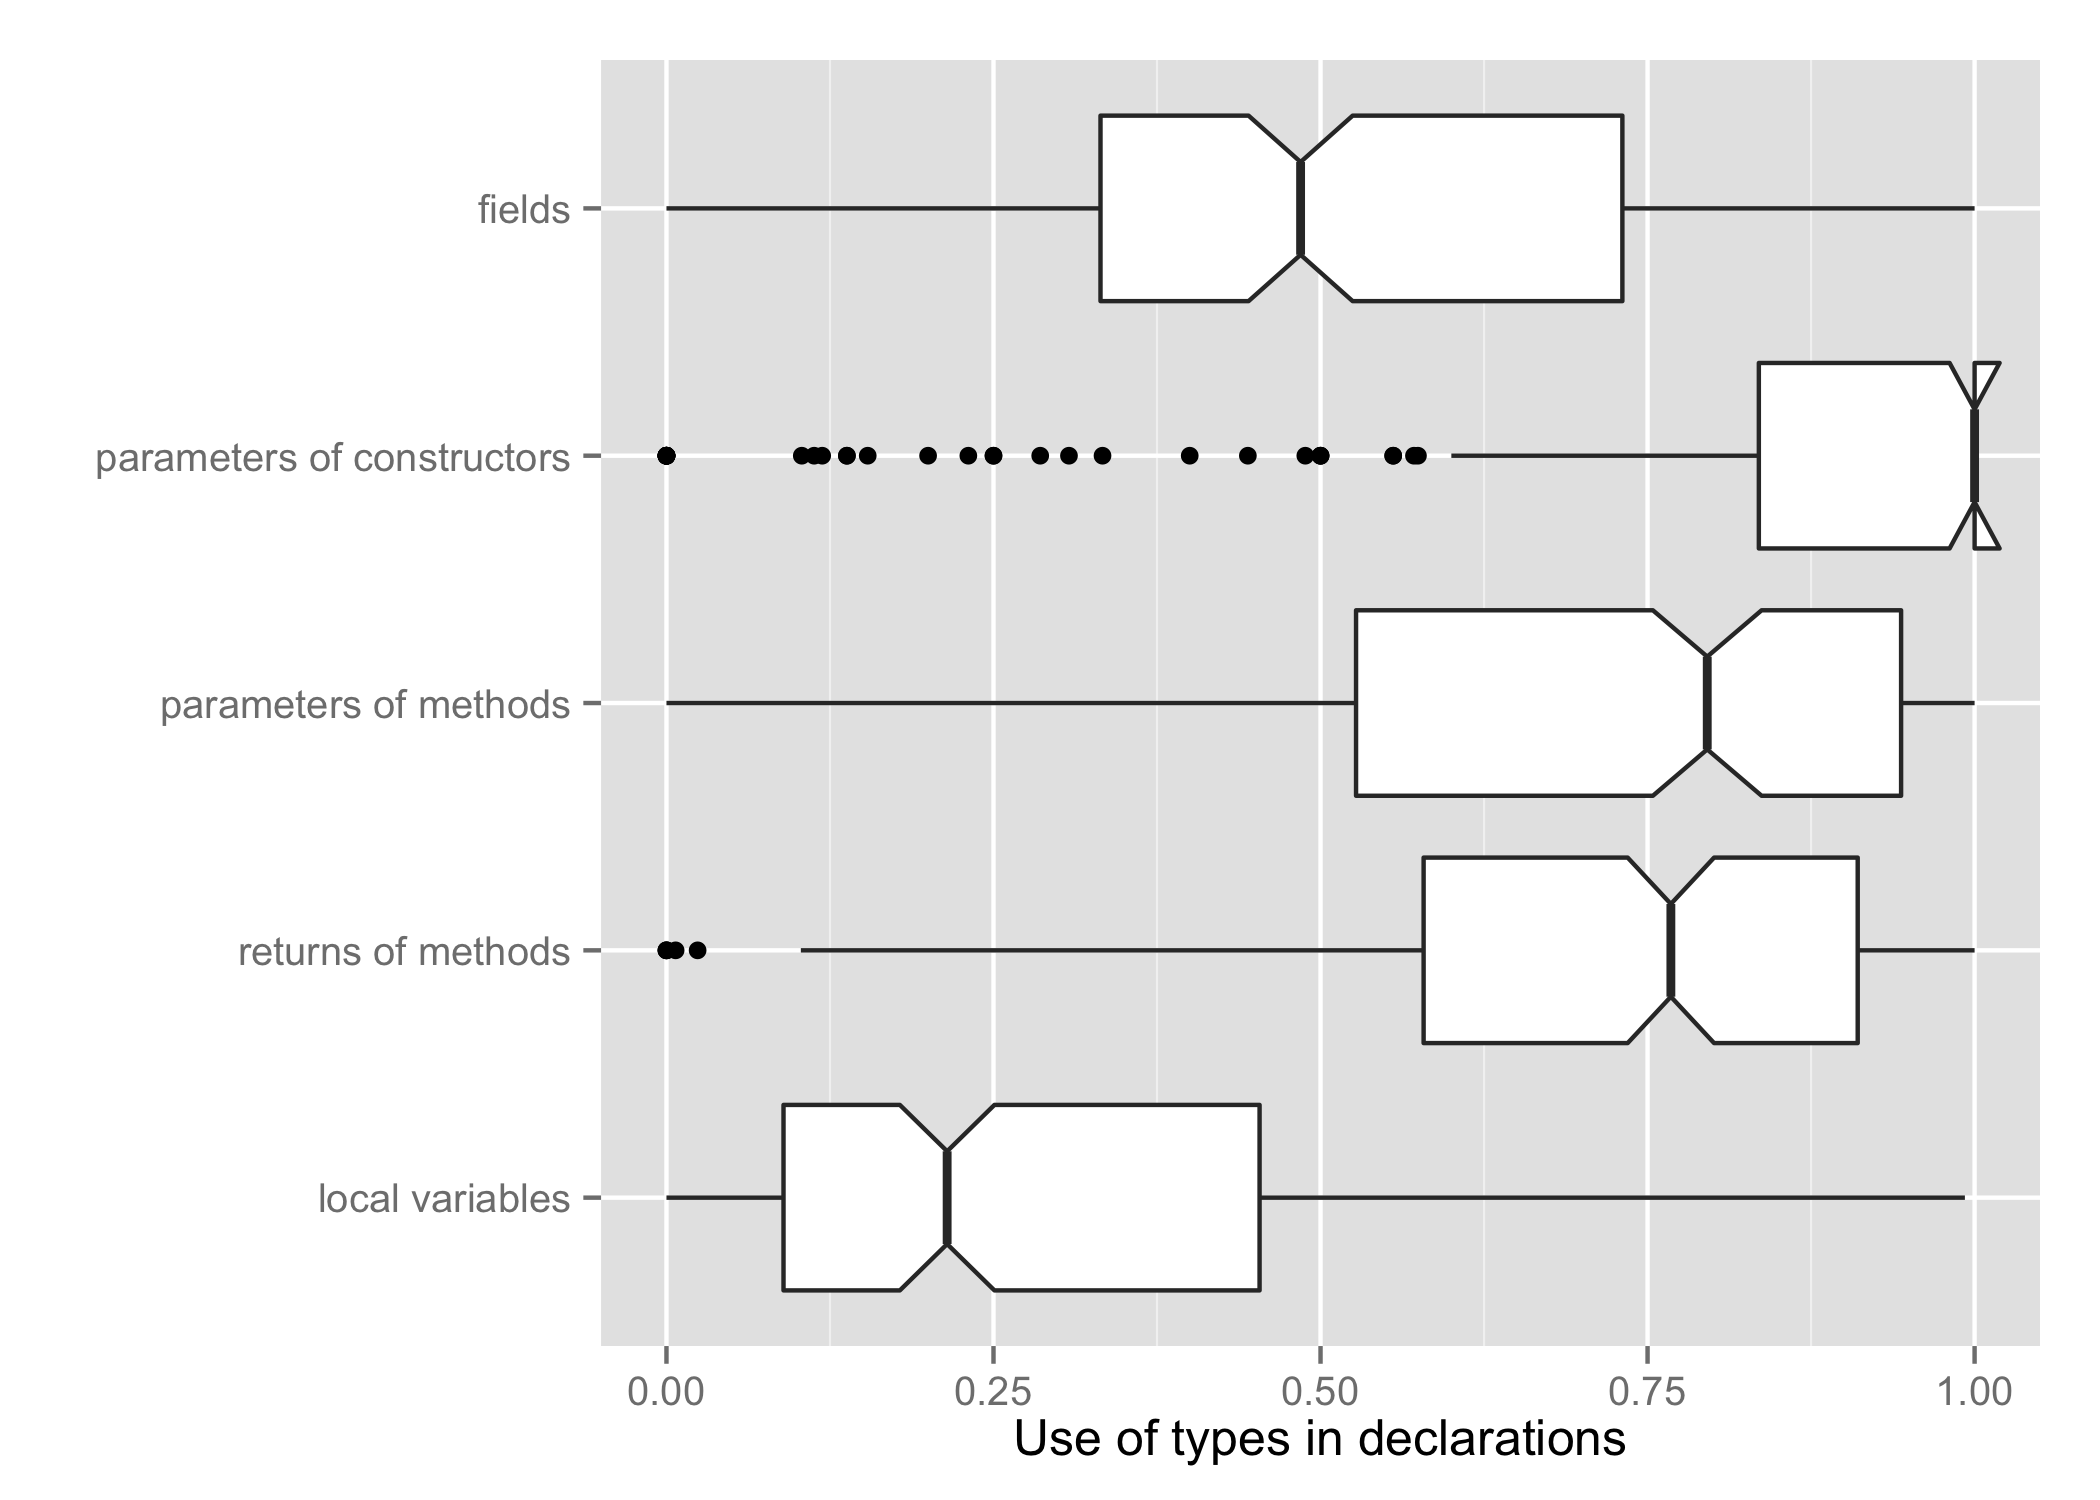 fields
parameters of constructors
parameters of methods
returns of methods
local variables
0.00 0.25 0.50 0.75 1.00
Use of types in declarations